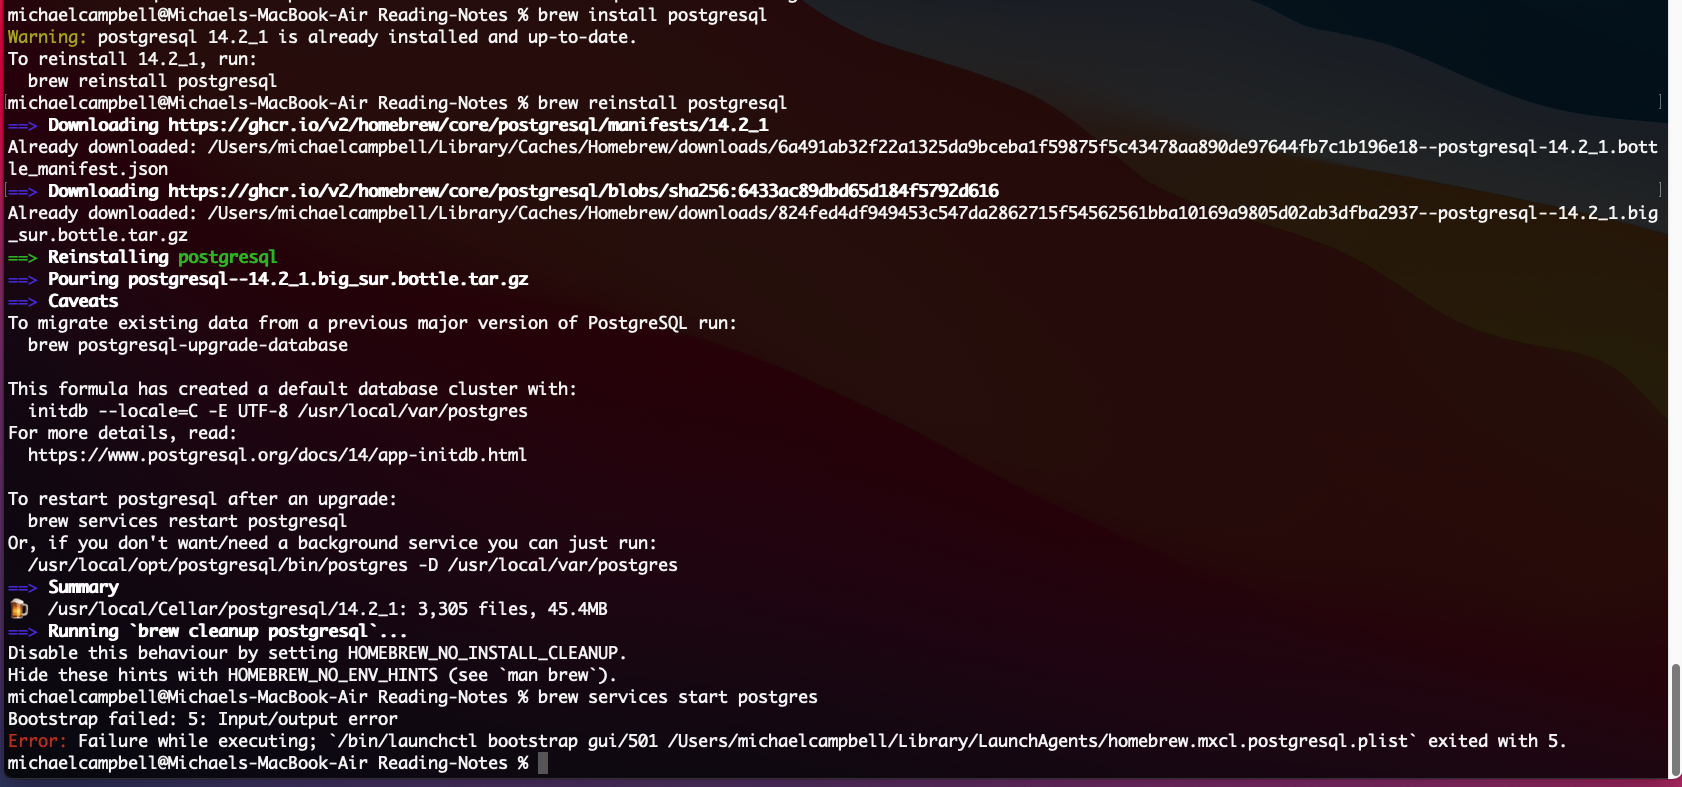 michaelcampbell@Michaels-MacBook-Air Reading-Notes % brew install postgresql
Warning: postgresql 14.2_1 is already installed and up-to-date.
To reinstall 14.2_1, run:
  brew reinstall postgresql
[michaelcampbell@Michaels-MacBook-Air Reading-Notes % brew reinstall postgresql ]
==> Downloading https://ghcr.io/v2/homebrew/core/postgresql/manifests/14.2_1
Already downloaded: /Users/michaelcampbell/Library/Caches/Homebrew/downloads/6a491ab32f22a1325da9bceba1f59875f5c43478aa890de97644fb7c1b196e18--postgresql-14.2_1.bott
le_manifest.json
[==> Downloading https://ghcr.io/v2/homebrew/core/postgresql/blobs/sha256:6433ac89dbd65d184f5792d616 ]
Already downloaded: /Users/michaelcampbell/Library/Caches/Homebrew/downloads/824fed4df949453c547da2862715f54562561bba10169a9805d02ab3dfba2937--postgresql--14.2_1.big
_sur.bottle.tar.gz
==> Reinstalling postgresql
==> Pouring postgresql--14.2_1.big_sur.bottle.tar.gz
==> Caveats
To migrate existing data from a previous major version of PostgreSQL run:
  brew postgresql-upgrade-database

This formula has created a default database cluster with:
  initdb --locale=C -E UTF-8 /usr/local/var/postgres
For more details, read:
  https://www.postgresql.org/docs/14/app-initdb.html

To restart postgresql after an upgrade:
  brew services restart postgresql
Or, if you don't want/need a background service you can just run:
  /usr/local/opt/postgresql/bin/postgres -D /usr/local/var/postgres
==> Summary
🍺  /usr/local/Cellar/postgresql/14.2_1: 3,305 files, 45.4MB
==> Running `brew cleanup postgresql`...
Disable this behaviour by setting HOMEBREW_NO_INSTALL_CLEANUP.
Hide these hints with HOMEBREW_NO_ENV_HINTS (see `man brew`).
michaelcampbell@Michaels-MacBook-Air Reading-Notes % brew services start postgres
Bootstrap failed: 5: Input/output error
Error: Failure while executing; `/bin/launchctl bootstrap gui/501 /Users/michaelcampbell/Library/LaunchAgents/homebrew.mxcl.postgresql.plist` exited with 5.
michaelcampbell@Michaels-MacBook-Air Reading-Notes %